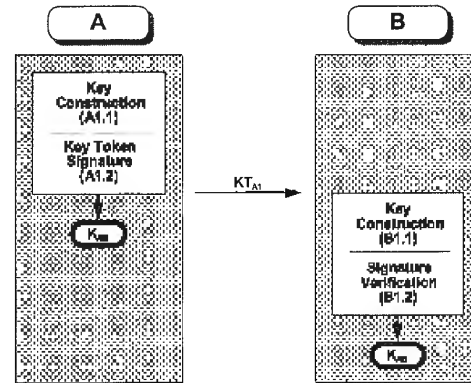 A
B
Key
Construction
(A1.1)
Key Token
Signature
(A1.2)
KT_A1
K_AB
Key
Construction
(B1.1)
Signature
Verification
(B1.2)
K_AB